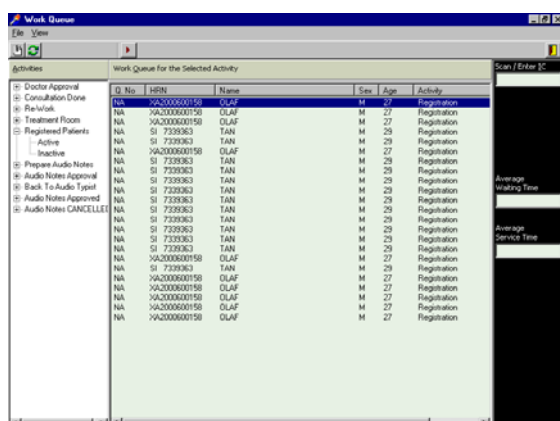 Work Queue
File View
Activities
Work Queue for the Selected Activity
Scan / Enter IC
Doctor Approval
Consultation Done
Re-Work
Treatment Room
Registered Patients
Active
Inactive
Prepare Audio Notes
Audio Notes Approval
Back To Audio Typist
Audio Notes Approved
Audio Notes CANCELLED
Q. No HRN Name Sex Age Activity
NA XA2000600158 OLAF M 27 Registration
NA XA2000600158 OLAF M 27 Registration
NA XA2000600158 OLAF M 27 Registration
NA SI 7339363 TAN M 29 Registration
NA SI 7339363 TAN M 29 Registration
NA XA2000600158 OLAF M 27 Registration
NA SI 7339363 TAN M 29 Registration
NA SI 7339363 TAN M 29 Registration
NA SI 7339363 TAN M 29 Registration
NA SI 7339363 TAN M 29 Registration
NA SI 7339363 TAN M 29 Registration
NA SI 7339363 TAN M 29 Registration
NA SI 7339363 TAN M 29 Registration
NA SI 7339363 TAN M 29 Registration
NA SI 7339363 TAN M 29 Registration
NA SI 7339363 TAN M 29 Registration
NA XA2000600158 OLAF M 27 Registration
NA SI 7339363 TAN M 29 Registration
NA XA2000600158 OLAF M 27 Registration
NA XA2000600158 OLAF M 27 Registration
NA XA2000600158 OLAF M 27 Registration
NA XA2000600158 OLAF M 27 Registration
NA XA2000600158 OLAF M 27 Registration
Average
Waiting Time
Average
Service Time